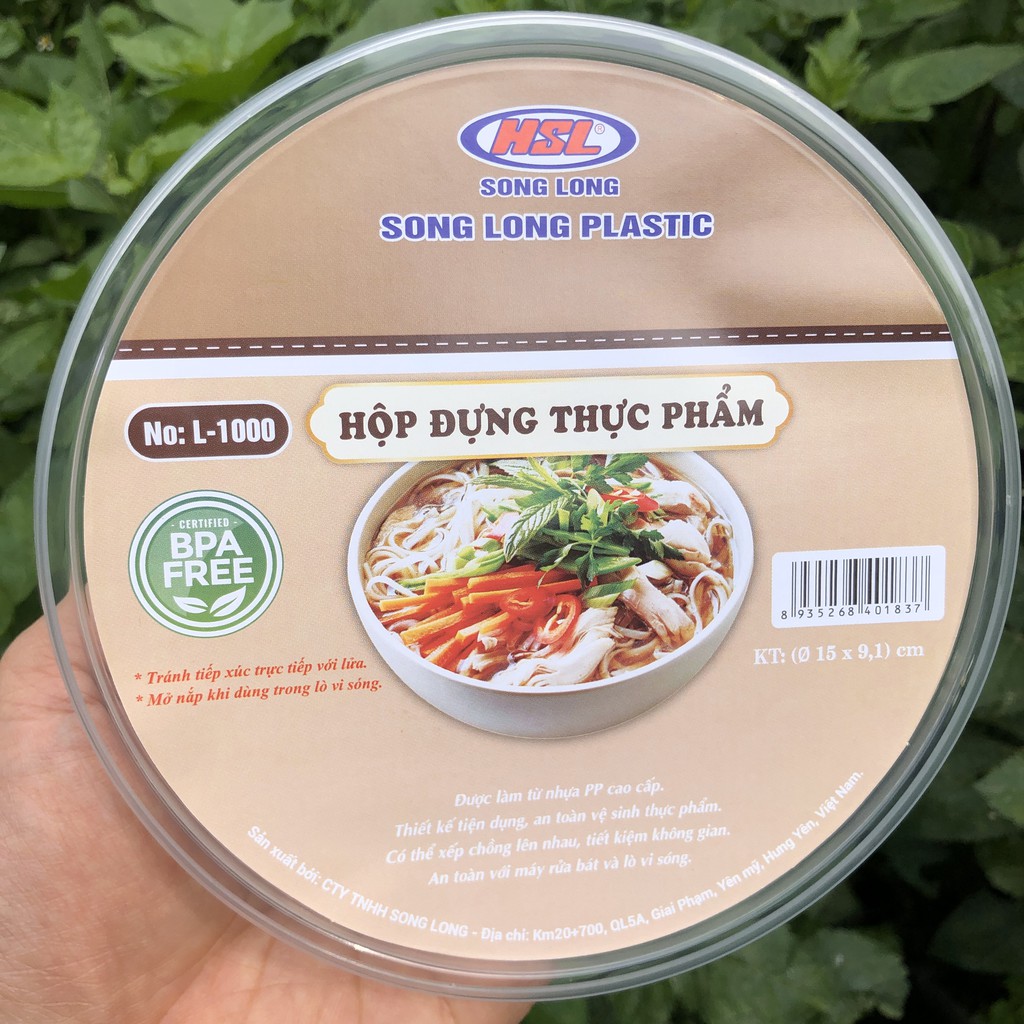 HSL®
SONG LONG
SONG LONG PLASTIC
No: L-1000
HỘP ĐỰNG THỰC PHẨM
- CERTIFIED -
BPA
FREE
8 935268 401837
KT: (Ø 15 x 9,1) cm
* Tránh tiếp xúc trực tiếp với lửa.
* Mở nắp khi dùng trong lò vi sóng.
Được làm từ nhựa PP cao cấp.
Thiết kế tiện dụng, an toàn vệ sinh thực phẩm.
Có thể xếp chồng lên nhau, tiết kiệm không gian.
An toàn với máy rửa bát và lò vi sóng.
Sản xuất bởi: CTY TNHH SONG LONG - Địa chỉ: Km20+700, QL5A, Giai Phạm, Yên mỹ, Hưng Yên, Việt Nam.